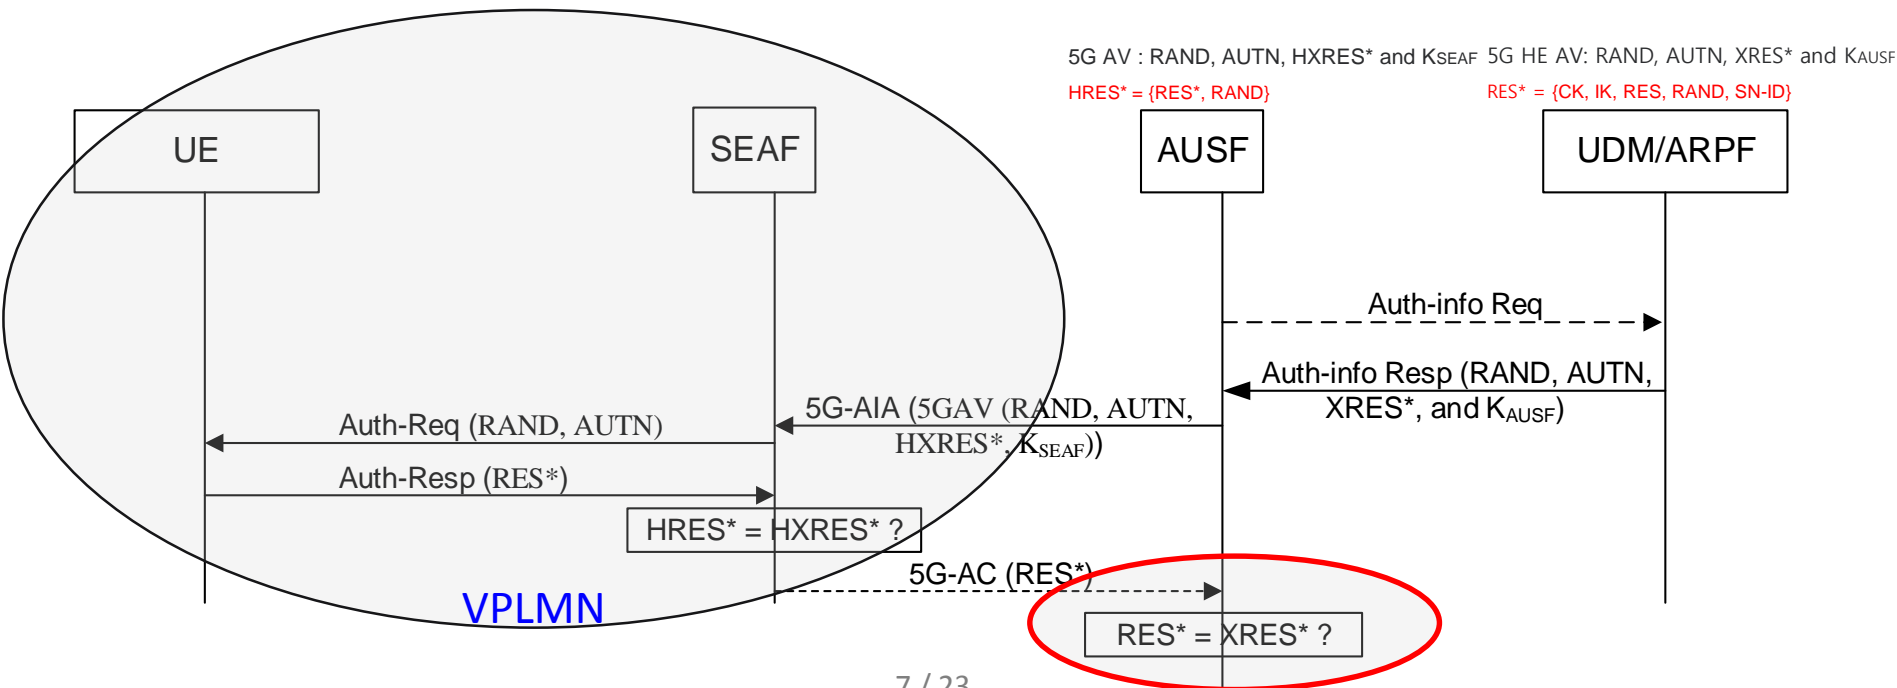 5G AV : RAND, AUTN, HXRES* and KSEAF 5G HE AV: RAND, AUTN, XRES* and KAUSF
HRES* = {RES*, RAND} RES* = {CK, IK, RES, RAND, SN-ID}
UE SEAF AUSF UDM/ARPF
Auth-info Req
Auth-info Resp (RAND, AUTN,
XRES*, and KAUSF)
5G-AIA (5GAV (RAND, AUTN,
HXRES*, KSEAF))
Auth-Req (RAND, AUTN)
Auth-Resp (RES*)
HRES* = HXRES* ?
5G-AC (RES*)
VPLMN
RES* = XRES* ?
7 / 23